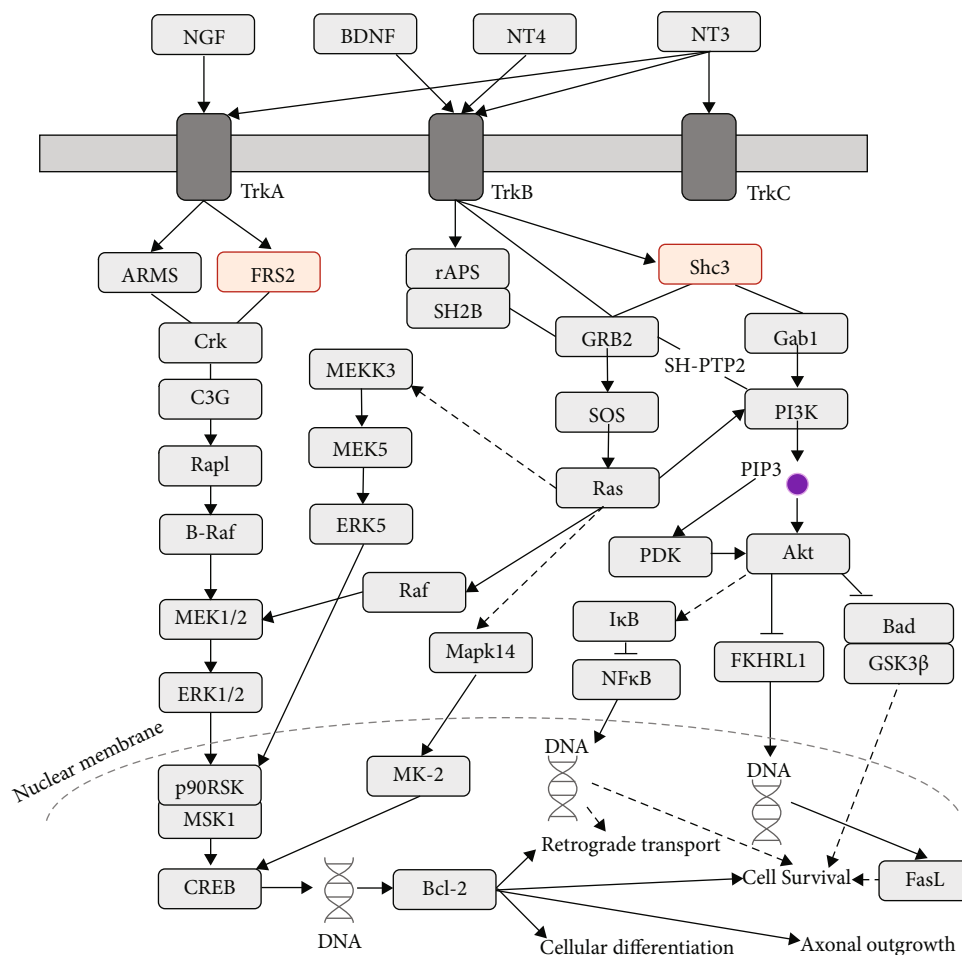 NGF
BDNF
NT4
NT3
TrkA
TrkB
TrkC
ARMS
FRS2
rAPS
Shc3
SH2B
Crk
GRB2
Gab1
SH-PTP2
MEKK3
C3G
SOS
PI3K
MEK5
Rapl
PIP3
Ras
ERK5
B-Raf
PDK
Akt
Raf
MEK1/2
IκB
Bad
Mapk14
FKHRL1
GSK3β
NFκB
ERK1/2
Nuclear membrane
DNA
DNA
p90RSK
MK-2
MSK1
Retrograde transport
CREB
Bcl-2
Cell Survival
FasL
DNA
Cellular differentiation
Axonal outgrowth